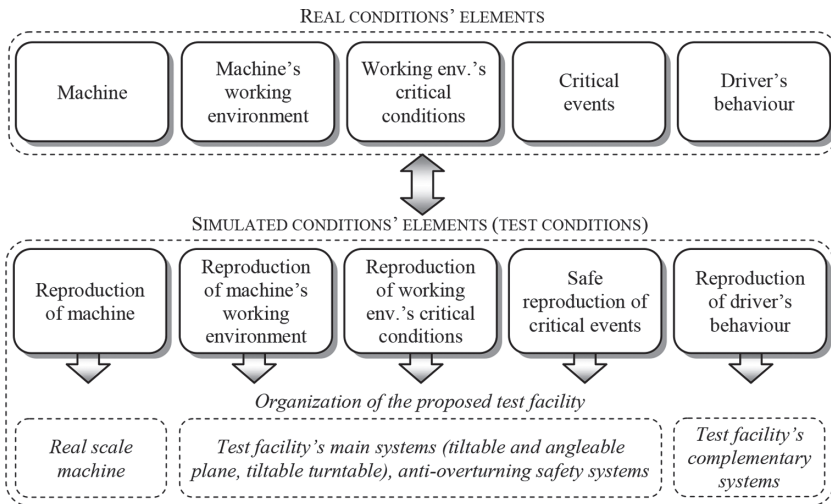 REAL CONDITIONS' ELEMENTS
Machine
Machine's
working
environment
Working env.'s
critical
conditions
Critical
events
Driver's
behaviour
SIMULATED CONDITIONS' ELEMENTS (TEST CONDITIONS)
Reproduction
of machine
Reproduction
of machine's
working
environment
Reproduction
of working
env.'s critical
conditions
Safe
reproduction of
critical events
Reproduction
of driver's
behaviour
Organization of the proposed test facility
Real scale
machine
Test facility's main systems (tiltable and angleable
plane, tiltable turntable), anti-overturning safety systems
Test facility's
complementary
systems